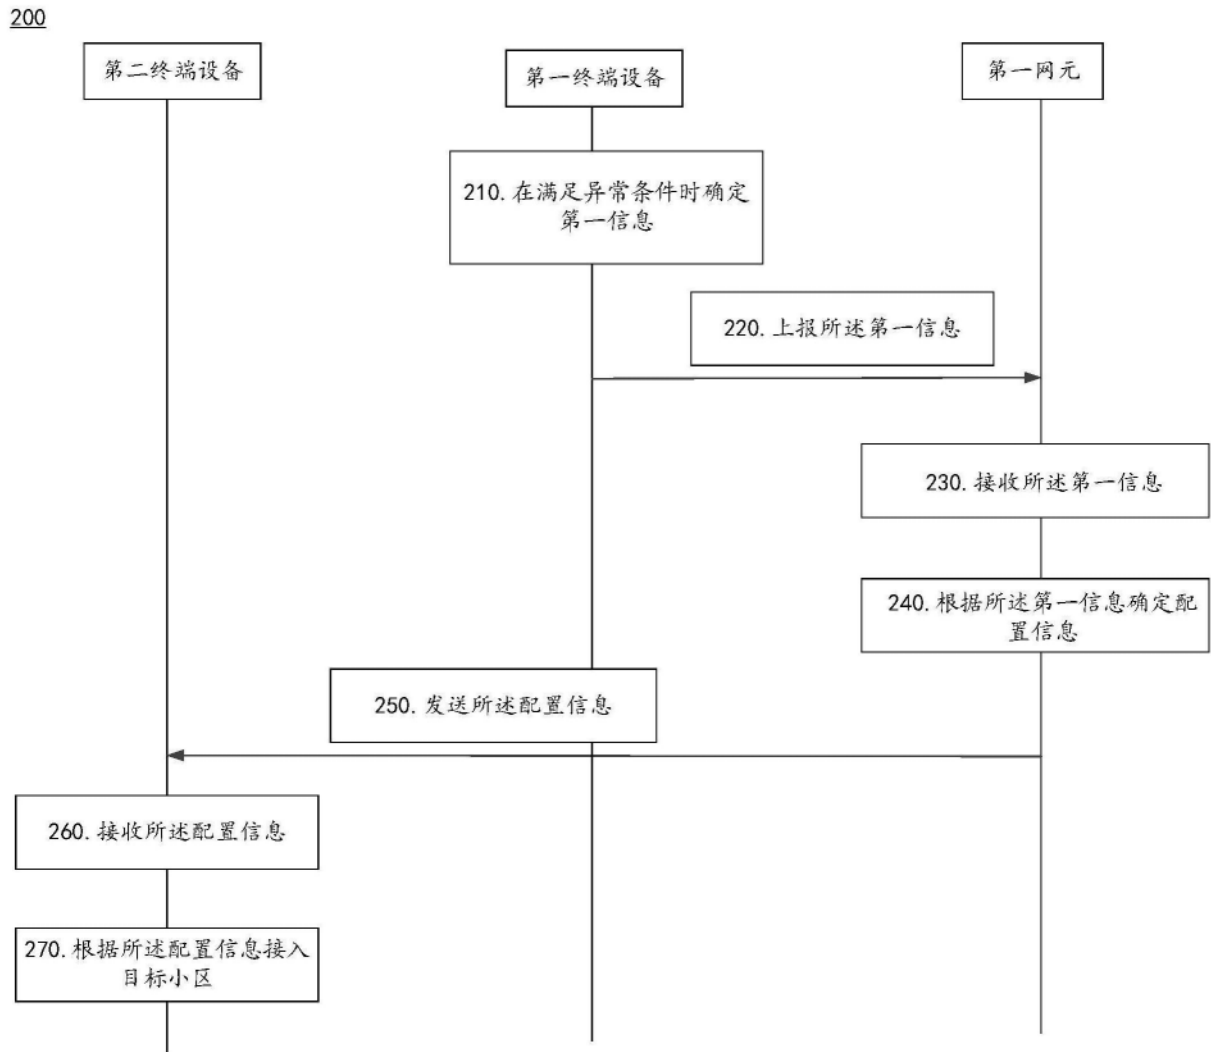 200
第二终端设备
第一终端设备
第一网元
210.在满足异常条件时确定
第一信息
220.上报所述第一信息
230.接收所述第一信息
240.根据所述第一信息确定配
置信息
250.发送所述配置信息
260.接收所述配置信息
270.根据所述配置信息接入
目标小区